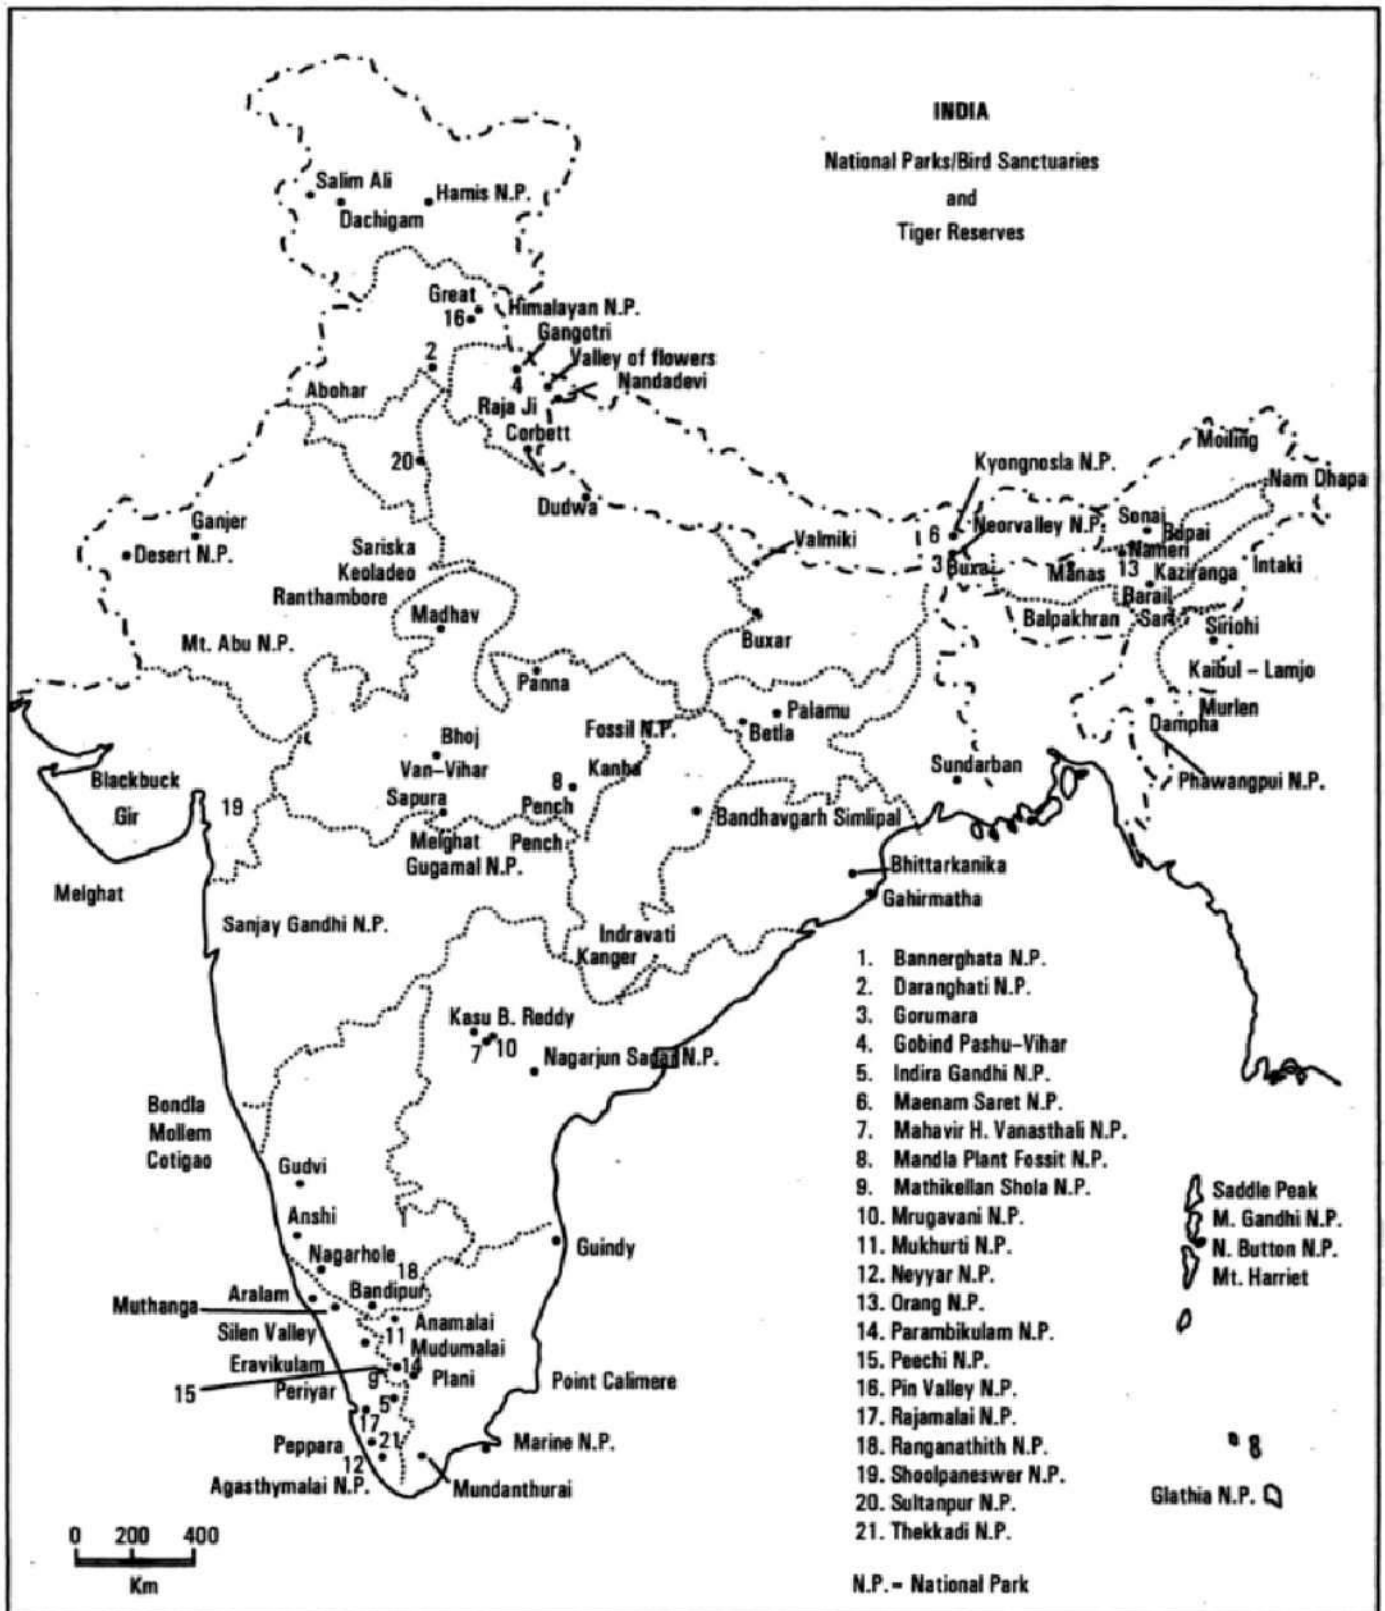 INDIA
National Parks/Bird Sanctuaries
and
Tiger Reserves
Salim Ali
Hamis N.P.
Dachigam
Great
Himalayan N.P.
16
Gangotri
2
Valley of flowers
4
Nandadevi
Abohar
Raja Ji
Corbett
20
Dudwa
Moiling
Kyongnosla N.P.
Nam Dhapa
Ganjer
Desert N.P.
Sariska
Keoladeo
Ranthambore
Madhav
Mt. Abu N.P.
Valmiki
6
Neorvalley N.P.
Sonai
Bdpai
Nameri
3
Buxa
Manas
13
Kaziranga
Intaki
Barail
Balpakhran
Sari
Siriohi
Buxar
Kaibul – Lamjo
Panna
Palamu
Murlen
Dampha
Fossil N.P.
Betla
Bhoj
Van–Vihar
Kanha
8
Sundarban
Phawangpui N.P.
Blackbuck
Gir
19
Sapura
Pench
Bandhavgarh Simlipal
Melghat
Pench
Gugamal N.P.
Bhittarkanika
Melghat
Gahirmatha
Sanjay Gandhi N.P.
Indravati
Kanger
Kasu B. Reddy
7
10
Nagarjun Sagar N.P.
Bondla
Mollem
Cotigao
Gudvi
Anshi
Nagarhole
18
Guindy
Aralam
Bandipur
Muthanga
Anamalai
Silen Valley
11
Mudumalai
Eravikulam
14
15
9
Plani
Periyar
5
Point Calimere
17
Peppara
21
Marine N.P.
12
Agasthymalai N.P.
Mundanthurai
1. Bannerghata N.P.
2. Daranghati N.P.
3. Gorumara
4. Gobind Pashu–Vihar
5. Indira Gandhi N.P.
6. Maenam Saret N.P.
7. Mahavir H. Vanasthali N.P.
8. Mandla Plant Fossit N.P.
9. Mathikellan Shola N.P.
10. Mrugavani N.P.
11. Mukhurti N.P.
12. Neyyar N.P.
13. Orang N.P.
14. Parambikulam N.P.
15. Peechi N.P.
16. Pin Valley N.P.
17. Rajamalai N.P.
18. Ranganathith N.P.
19. Shoolpaneswer N.P.
20. Sultanpur N.P.
21. Thekkadi N.P.
N.P.= National Park
Saddle Peak
M. Gandhi N.P.
N. Button N.P.
Mt. Harriet
Glathia N.P.
0 200 400
Km